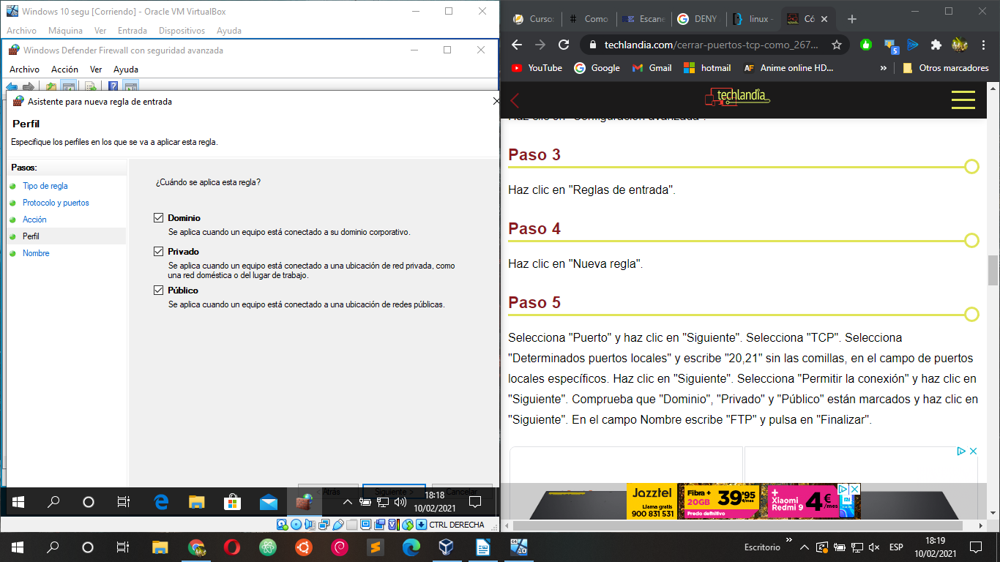 Windows 10 segu [Corriendo] - Oracle VM VirtualBox
Archivo Máquina Ver Entrada Dispositivos Ayuda
Windows Defender Firewall con seguridad avanzada
Archivo Acción Ver Ayuda
Asistente para nueva regla de entrada
Perfil
Especifique los perfiles en los que se va a aplicar esta regla.
Pasos:
Tipo de regla
Protocolo y puertos
Acción
Perfil
Nombre
¿Cuándo se aplica esta regla?
Dominio
Se aplica cuando un equipo está conectado a su dominio corporativo.
Privado
Se aplica cuando un equipo está conectado a una ubicación de red privada, como
una red doméstica o del lugar de trabajo.
Público
Se aplica cuando un equipo está conectado a una ubicación de redes públicas.
< Atrás Siguiente > Cancelar
18:18
10/02/2021
CTRL DERECHA
Curso: Como Escane DENY linux - Có
techlandia.com/cerrar-puertos-tcp-como_267...
5
YouTube Google Gmail hotmail AF Anime online HD... » Otros marcadores
techlandia
Haz clic en "Configuración avanzada".
Paso 3
Haz clic en "Reglas de entrada".
Paso 4
Haz clic en "Nueva regla".
Paso 5
Selecciona "Puerto" y haz clic en "Siguiente". Selecciona "TCP". Selecciona
"Determinados puertos locales" y escribe "20,21" sin las comillas, en el campo de puertos
locales específicos. Haz clic en "Siguiente". Selecciona "Permitir la conexión" y haz clic en
"Siguiente". Comprueba que "Dominio", "Privado" y "Público" están marcados y haz clic en
"Siguiente". En el campo Nombre escribe "FTP" y pulsa en "Finalizar".
Jazztel
Llama gratis
900 831 531
Fibra +
20GB
39'95
€/mes
Precio definitivo
+
Xiaomi
Redmi 9
4€/mes
Escritorio » ESP
18:19
10/02/2021